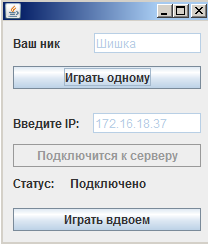 Ваш ник Шишка
Играть одному
Введите IP: 172.16.18.37
Подключится к серверу
Статус: Подключено
Играть вдвоем